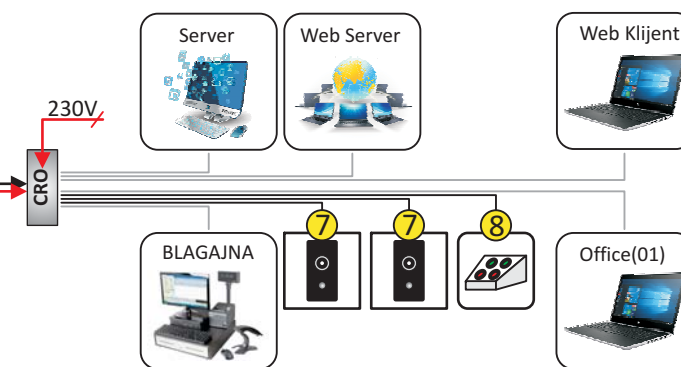 Server
Web Server
Web Klijent
230V
CRO
7
7
8
BLAGAJNA
Office(01)